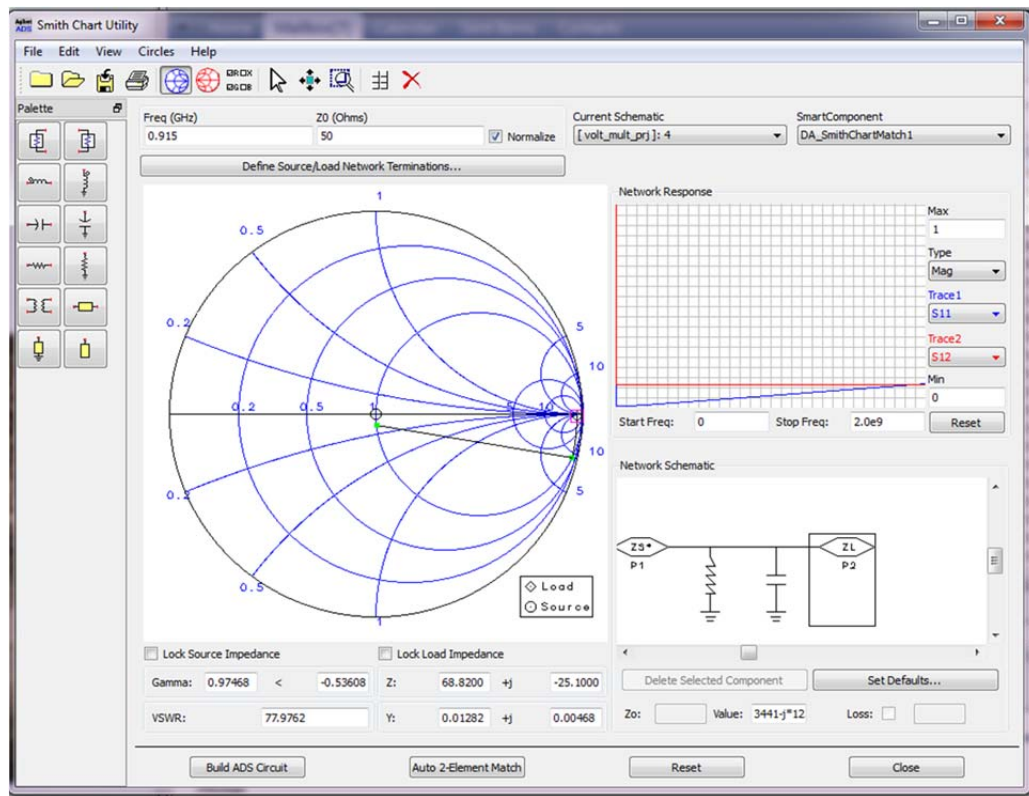 Agilent ADS Smith Chart Utility
File Edit View Circles Help
Palette
Freq (GHz) Z0 (Ohms) Current Schematic SmartComponent
0.915 50 Normalize [ volt_mult_prj ]: 4 DA_SmithChartMatch1
Define Source/Load Network Terminations...
Network Response
1
0.5
0.2
5
10
0.2 0.5 1 5 10
10
5
0.2
0.5
1
Load
Source
Max
1
Type
Mag
Trace1
S11
Trace2
S12
Min
0
Start Freq: 0 Stop Freq: 2.0e9 Reset
Network Schematic
ZS* ZL
P1 P2
Lock Source Impedance Lock Load Impedance
Gamma: 0.97468 < -0.53608 Z: 68.8200 +j -25.1000
Delete Selected Component Set Defaults...
VSWR: 77.9762 Y: 0.01282 +j 0.00468
Zo: Value: 3441-j*12 Loss:
Build ADS Circuit Auto 2-Element Match Reset Close